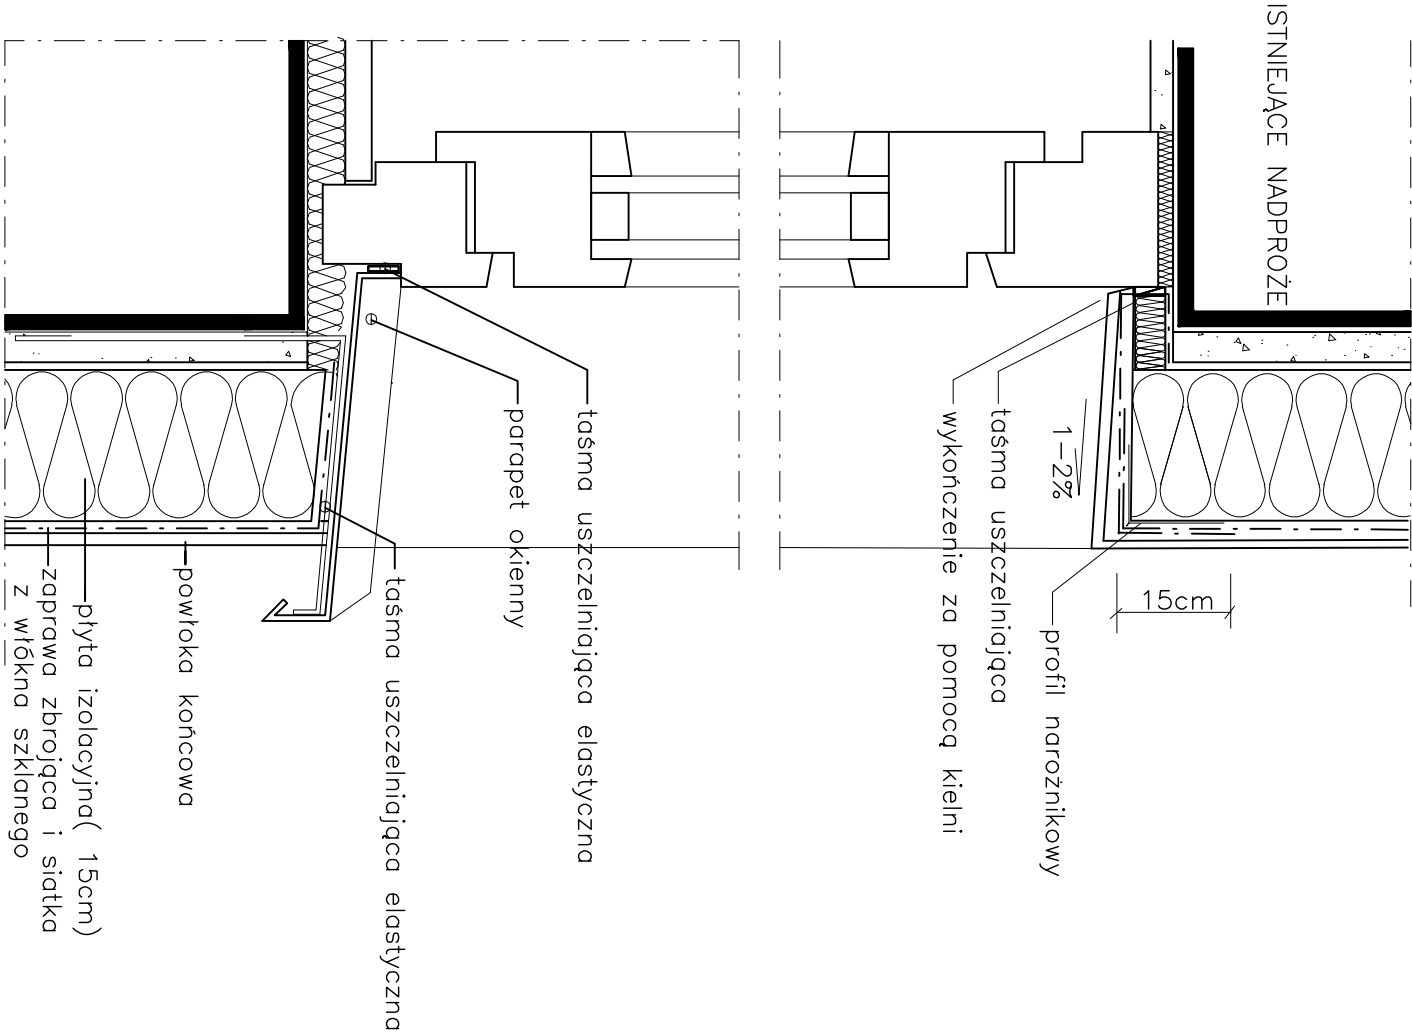 ISTNIEJĄCE NADPROŻE
15cm
1-2%
profil narożnikowy
taśma uszczelniająca
wykończenie za pomocą kielni
taśma uszczelniająca elastyczna
parapet okienny
taśma uszczelniająca elastyczna
powłoka końcowa
płyta izolacyjna( 15cm)
zaprawa zbrojąca i siatka
z włókna szklanego